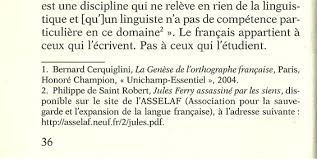 est une discipline qui ne relève en rien de la linguis-
tique et [qu']un linguiste n'a pas de compétence par-
ticulière en ce domaine² ». Le français appartient à
ceux qui l'écrivent. Pas à ceux qui l'étudient.
1. Bernard Cerquiglini, La Genèse de l'orthographe française, Paris,
Honoré Champion, « Unichamp-Essentiel », 2004.
2. Philippe de Saint Robert, Jules Ferry assassiné par les siens, dis-
ponible sur le site de l'ASSELAF (Association pour la sauve-
garde et l'expansion de la langue française), à l'adresse suivante :
http://asselaf.neuf.fr/2/jules.pdf.
36